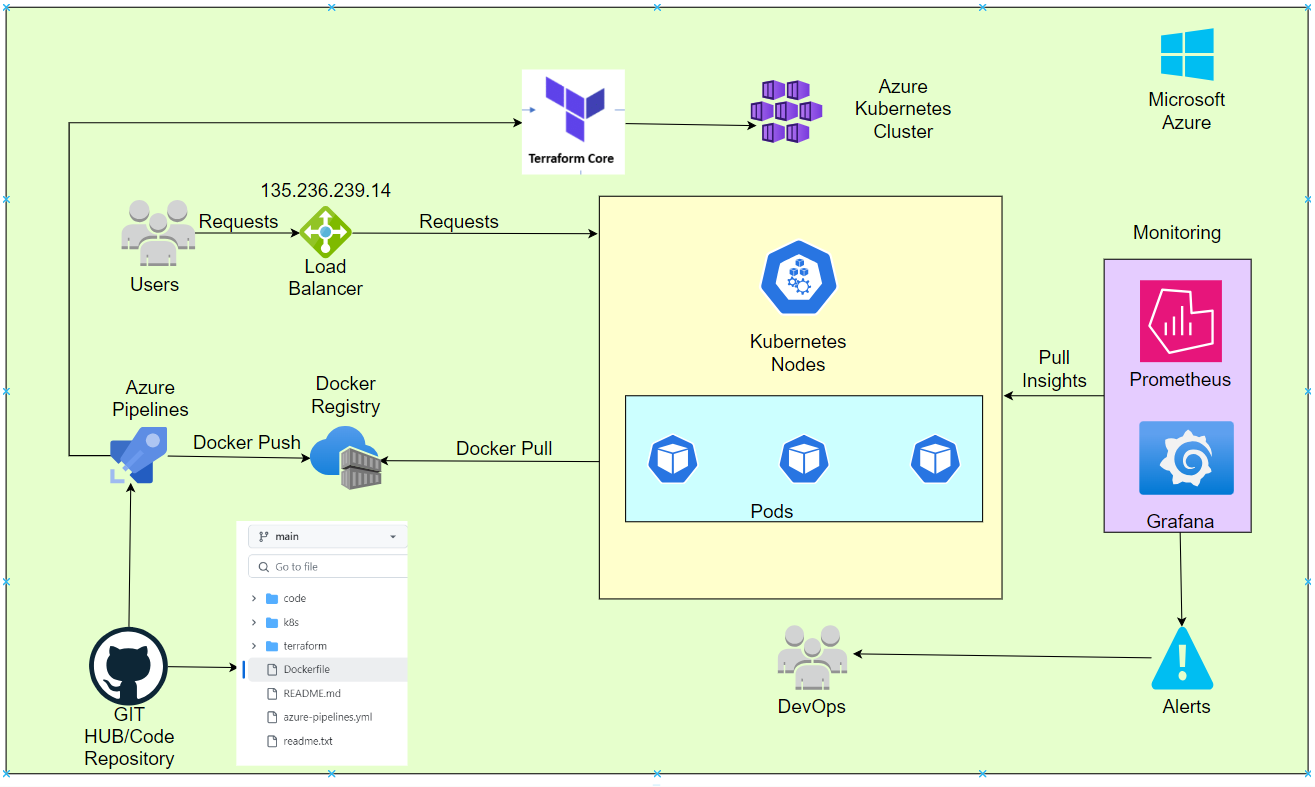 Microsoft
Azure
Azure
Kubernetes
Cluster
Terraform Core
135.236.239.14
Requests
Requests
Users
Load
Balancer
Monitoring
Kubernetes
Nodes
Pull
Insights
Prometheus
Azure
Pipelines
Docker
Registry
Docker Push
Docker Pull
Pods
Grafana
main
Go to file
code
k8s
terraform
Dockerfile
README.md
azure-pipelines.yml
readme.txt
GIT
HUB/Code
Repository
DevOps
Alerts